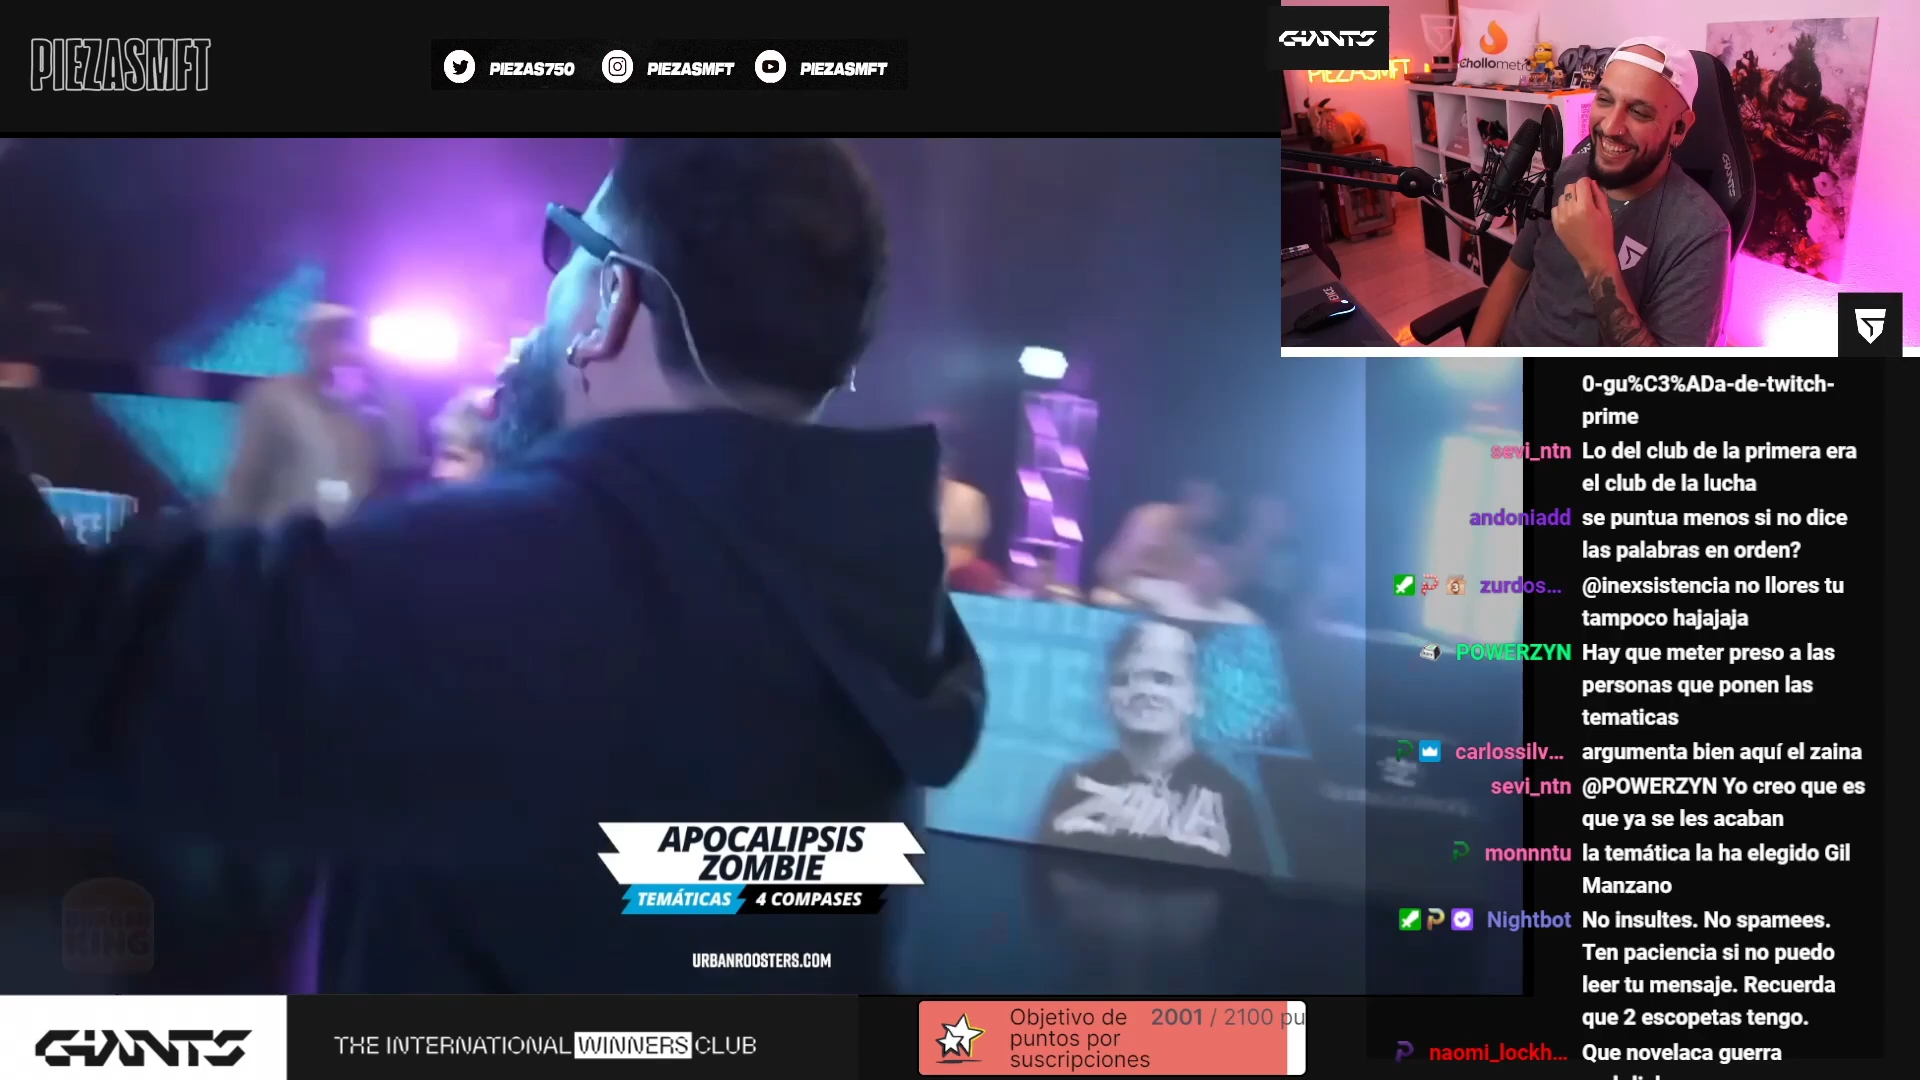 PIEZASMFT
PIEZAS750
PIEZASMFT
PIEZASMFT
GIANTS
PIEZASMFT
Chollometro
ZAINA
APOCALIPSIS
ZOMBIE
TEMÁTICAS
4 COMPASES
URBANROOSTERS.COM
BURGER
KING
0-gu%C3%ADa-de-twitch-
prime
sevi_ntn Lo del club de la primera era
el club de la lucha
andoniadd se puntua menos si no dice
las palabras en orden?
zurdos... @inexsistencia no llores tu
tampoco hajajaja
POWERZYN Hay que meter preso a las
personas que ponen las
tematicas
carlossilv... argumenta bien aquí el zaina
sevi_ntn @POWERZYN Yo creo que es
que ya se les acaban
monnntu la temática la ha elegido Gil
Manzano
Nightbot No insultes. No spamees.
Ten paciencia si no puedo
leer tu mensaje. Recuerda
que 2 escopetas tengo.
naomi_lockh... Que novelaca guerra
GIANTS
THE INTERNATIONAL WINNERS CLUB
Objetivo de
puntos por
suscripciones
2001 / 2100 pu